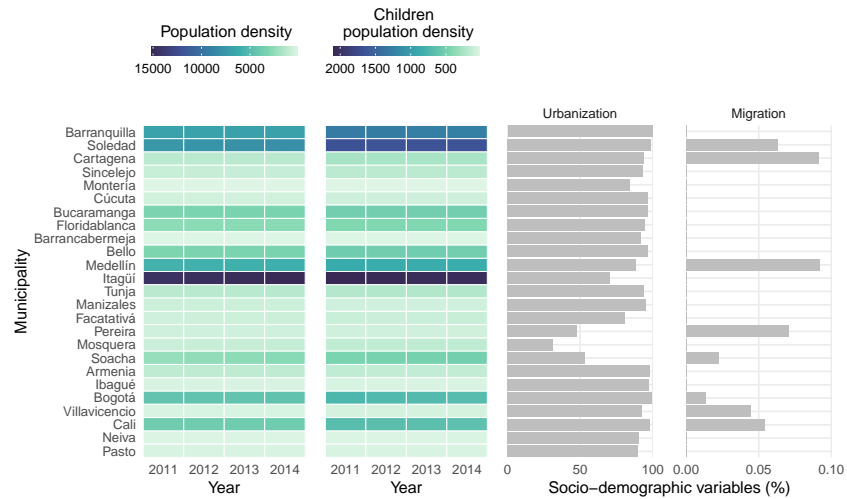 Population density
15000 10000 5000
Children
population density
2000 1500 1000 500
Urbanization
Migration
Municipality
Barranquilla
Soledad
Cartagena
Sincelejo
Montería
Cúcuta
Bucaramanga
Floridablanca
Barrancabermeja
Bello
Medellín
Itagüí
Tunja
Manizales
Facatativá
Pereira
Mosquera
Soacha
Armenia
Ibagué
Bogotá
Villavicencio
Cali
Neiva
Pasto
2011 2012 2013 2014
Year
2011 2012 2013 2014
Year
0 50 100
0.00 0.05 0.10
Socio−demographic variables (%)